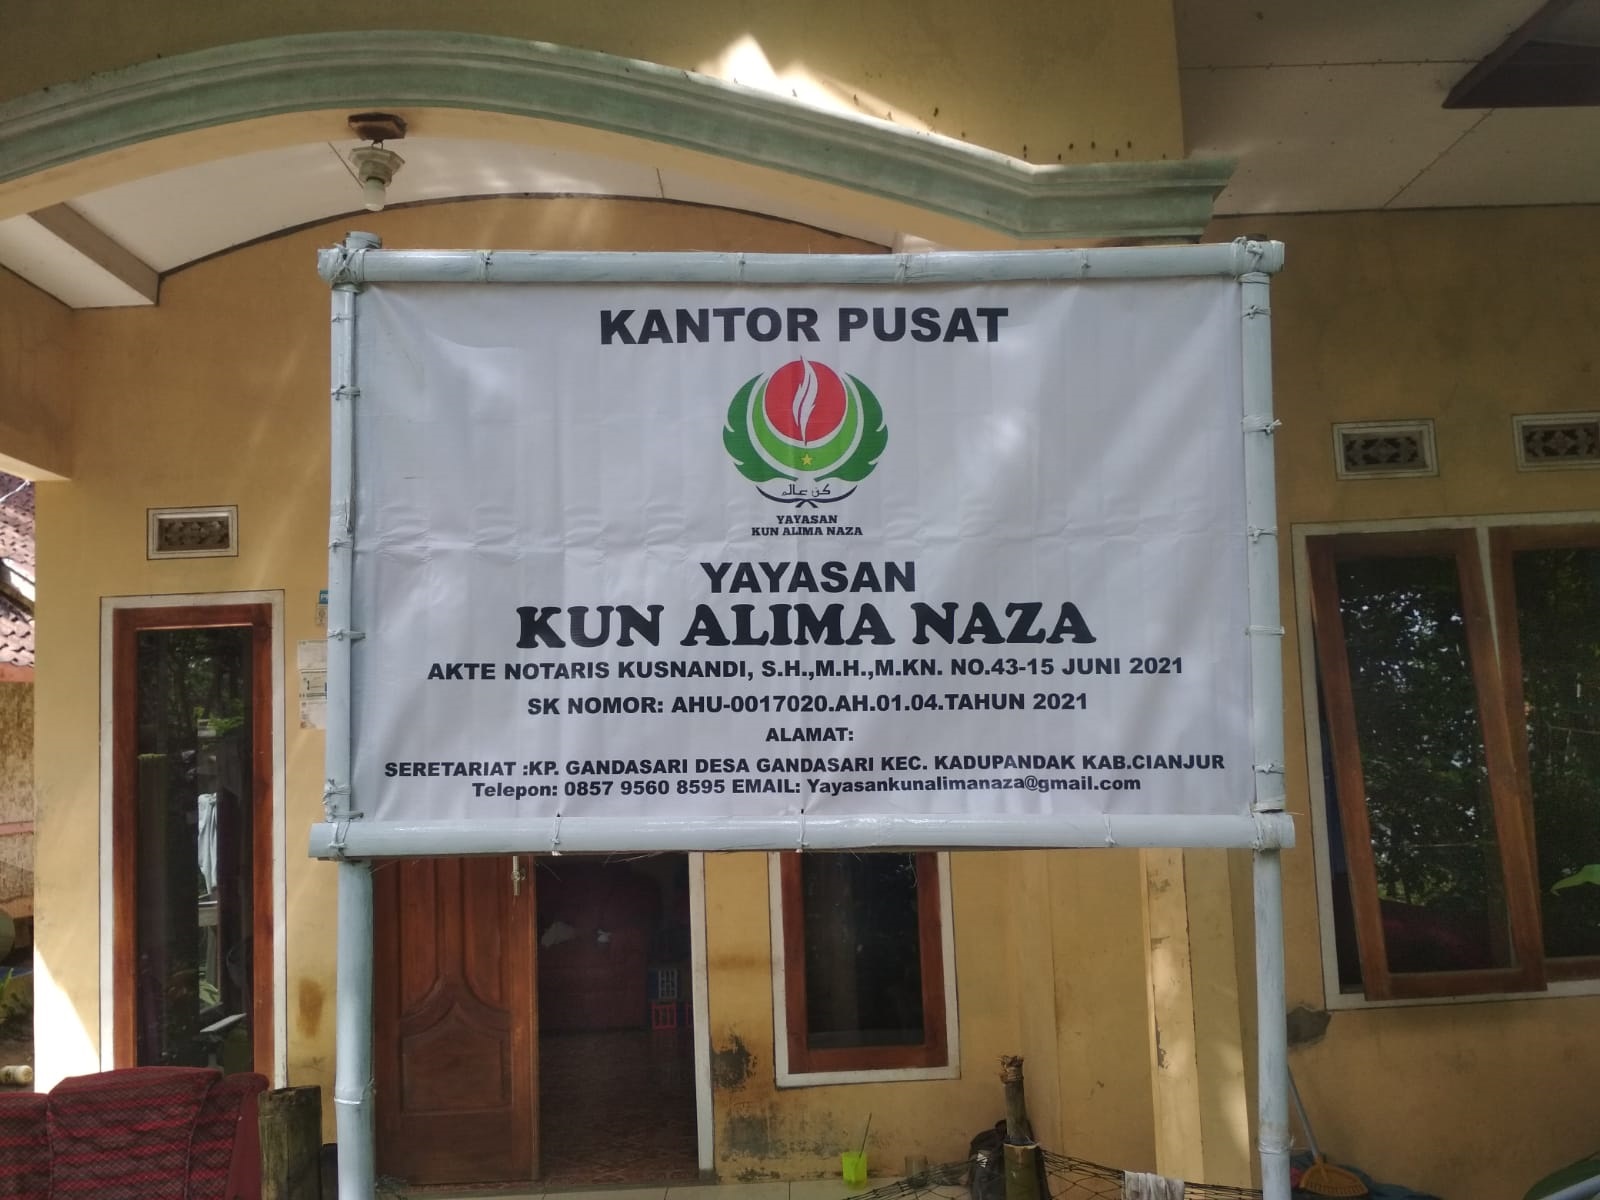 KANTOR PUSAT
كن عالم
YAYASAN
KUN ALIMA NAZA
YAYASAN
KUN ALIMA NAZA
AKTE NOTARIS KUSNANDI, S.H.,M.H.,M.KN. NO.43-15 JUNI 2021
SK NOMOR: AHU-0017020.AH.01.04.TAHUN 2021
ALAMAT:
SERETARIAT :KP. GANDASARI DESA GANDASARI KEC. KADUPANDAK KAB.CIANJUR
Telepon: 0857 9560 8595 EMAIL: Yayasankunalimanaza@gmail.com